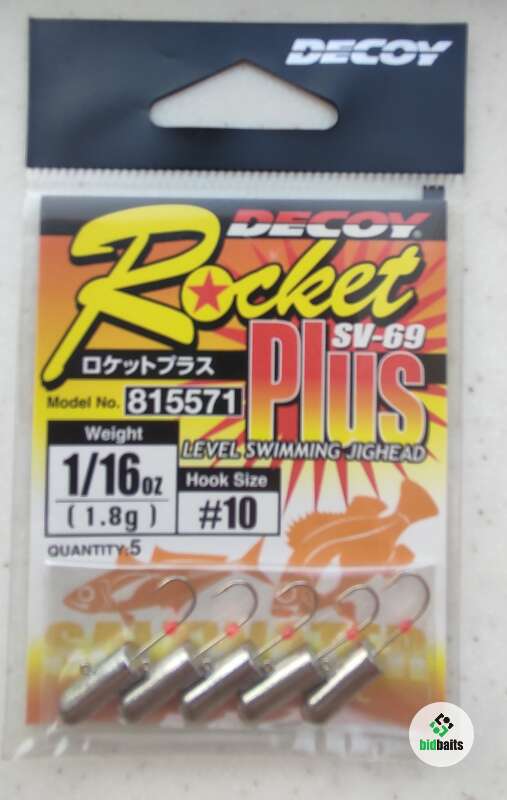 DECOY
DECOY
Rocket
SV-69
Plus
ロケットプラス
Model No. 815571
LEVEL SWIMMING JIGHEAD
Weight
1/16oz
(1.8g)
Hook Size
#10
QUANTITY:5
bidbaits